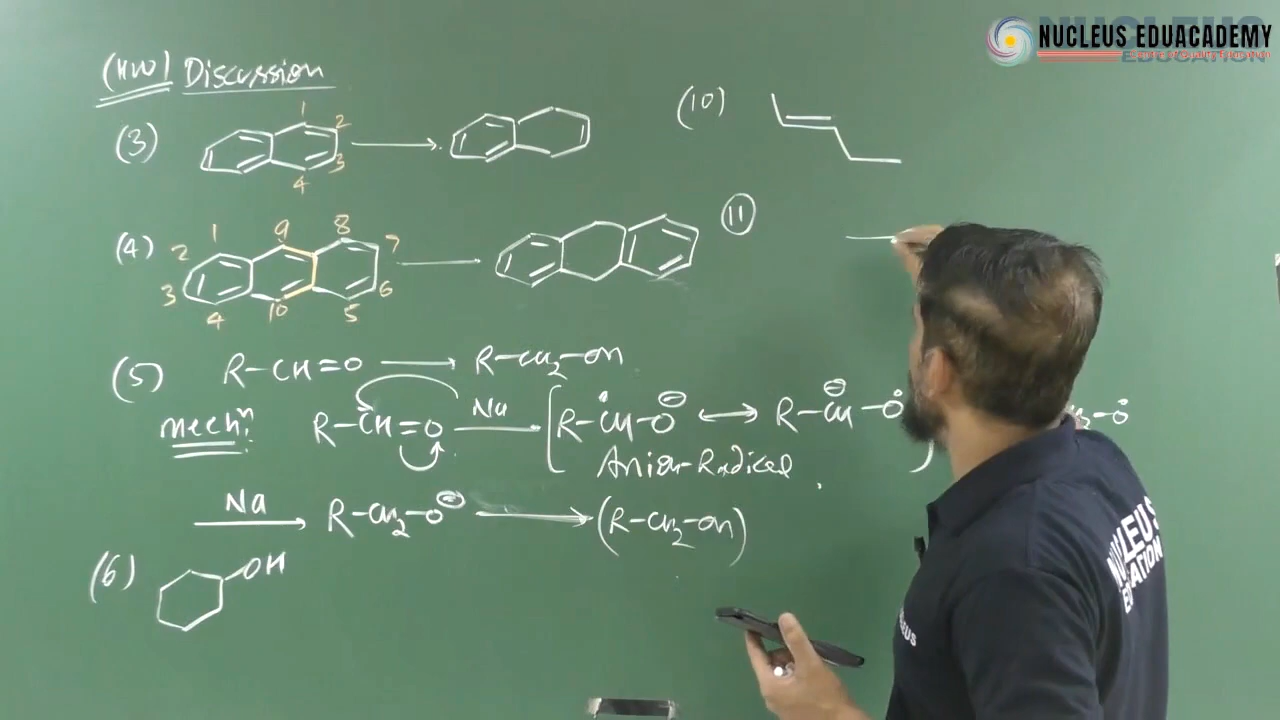 NUCLEUS EDUACADEMY
(HW) Discussion
(3) 1 2 3 4
(10)
(4) 1 2 3 4 5 6 7 8 9 10
(11)
(5) R-CH=O → R-CH2-OH
mechn: R-CH=O Na [R-CH-O⊖ ↔ R-CH⊖-O
Anion-Radical
Na → R-CH2-O⊖ → (R-CH2-OH)
(6) OH
NUCLEUS
EDUCATION